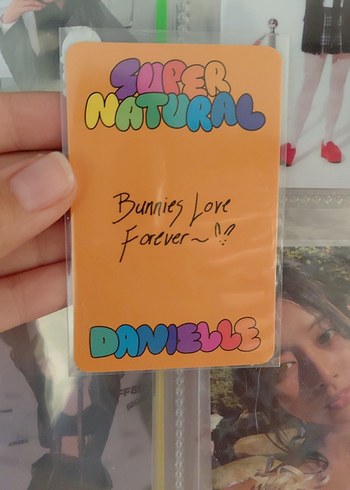 SUPER
NATURAL
Bunnies Love
Forever~
DANIELLE